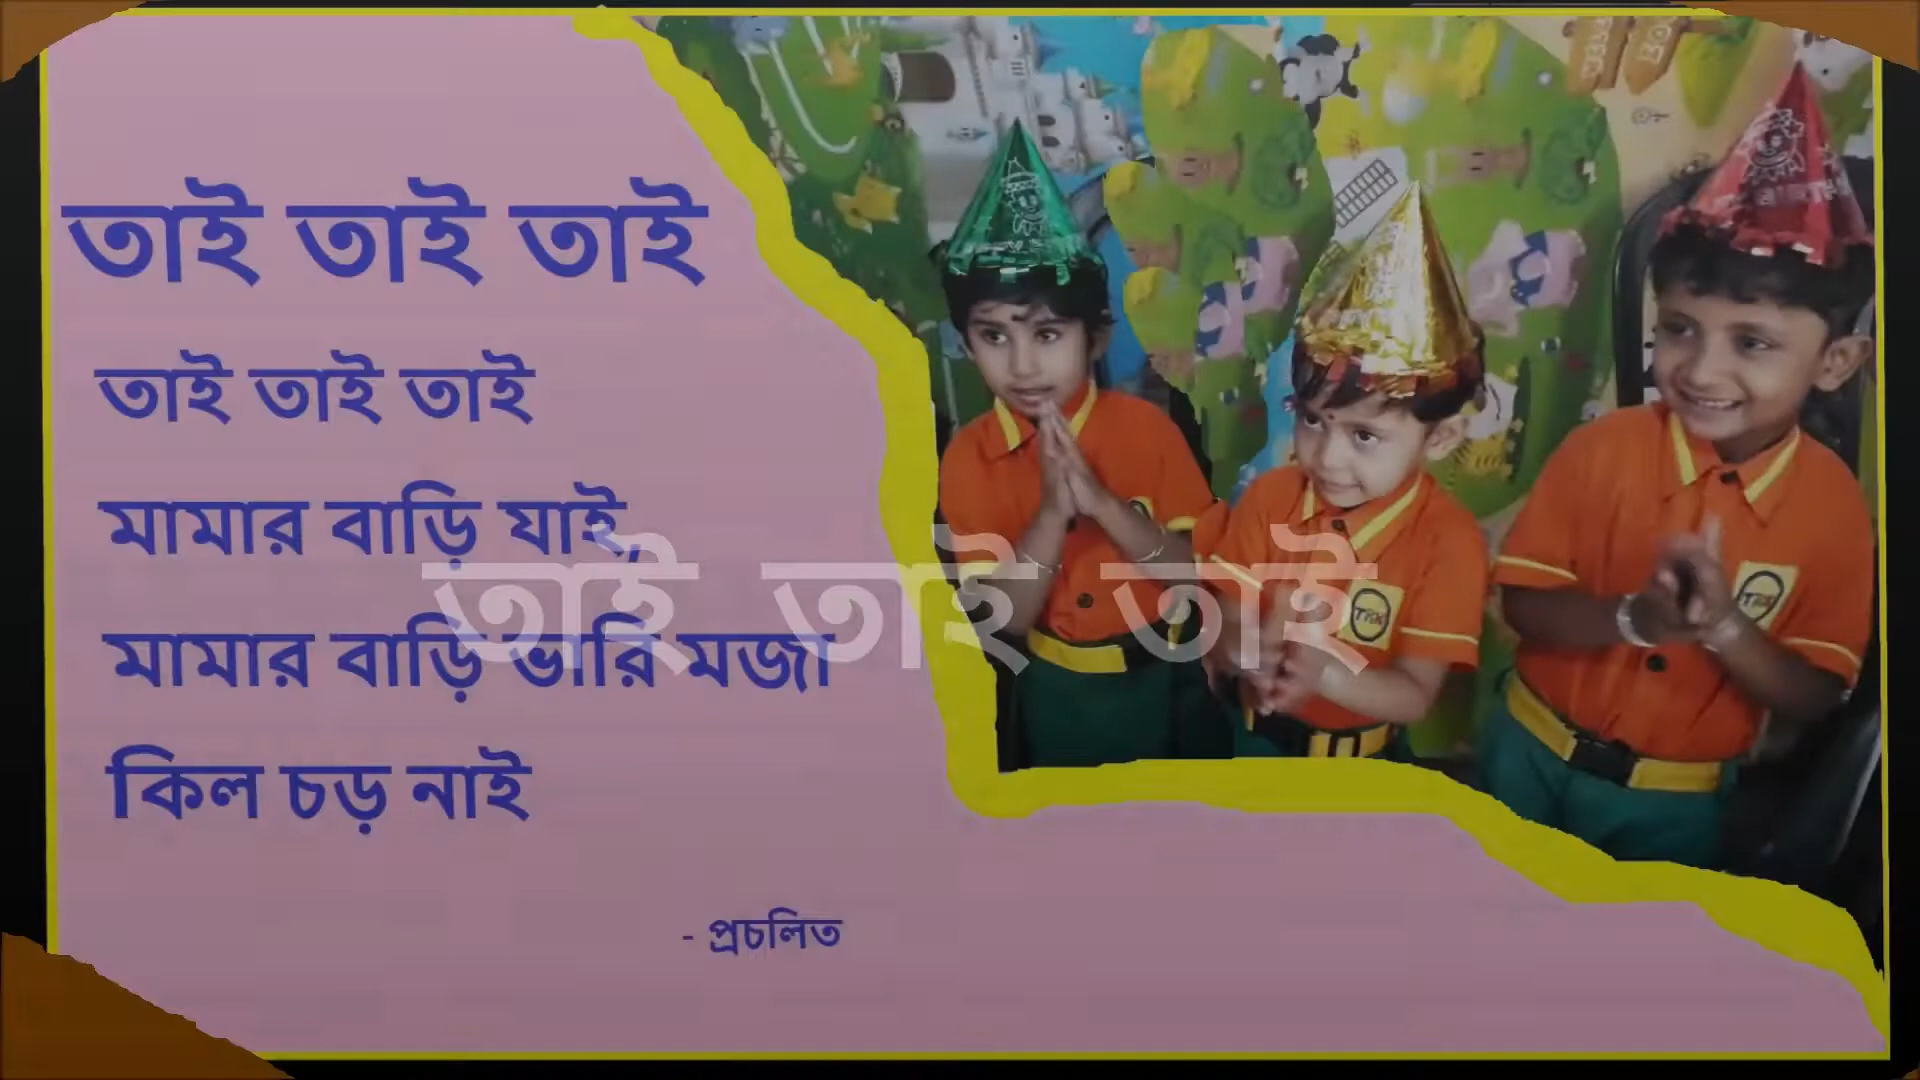 তাই তাই তাই
তাই তাই তাই
মামার বাড়ি যাই,
মামার বাড়ি ভারি মজা
কিল চড় নাই
- প্রচলিত
তাই তাই তাই